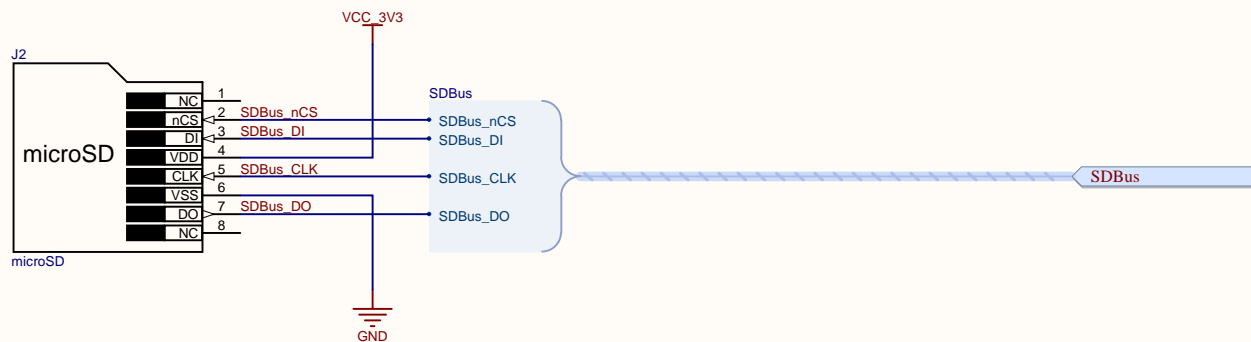 VCC_3V3
J2
SDBus
NC 1
nCS 2 SDBus_nCS SDBus_nCS
DI 3 SDBus_DI SDBus_DI
microSD
VDD 4
CLK 5 SDBus_CLK SDBus_CLK
SDBus
VSS 6
DO 7 SDBus_DO SDBus_DO
NC 8
microSD
GND